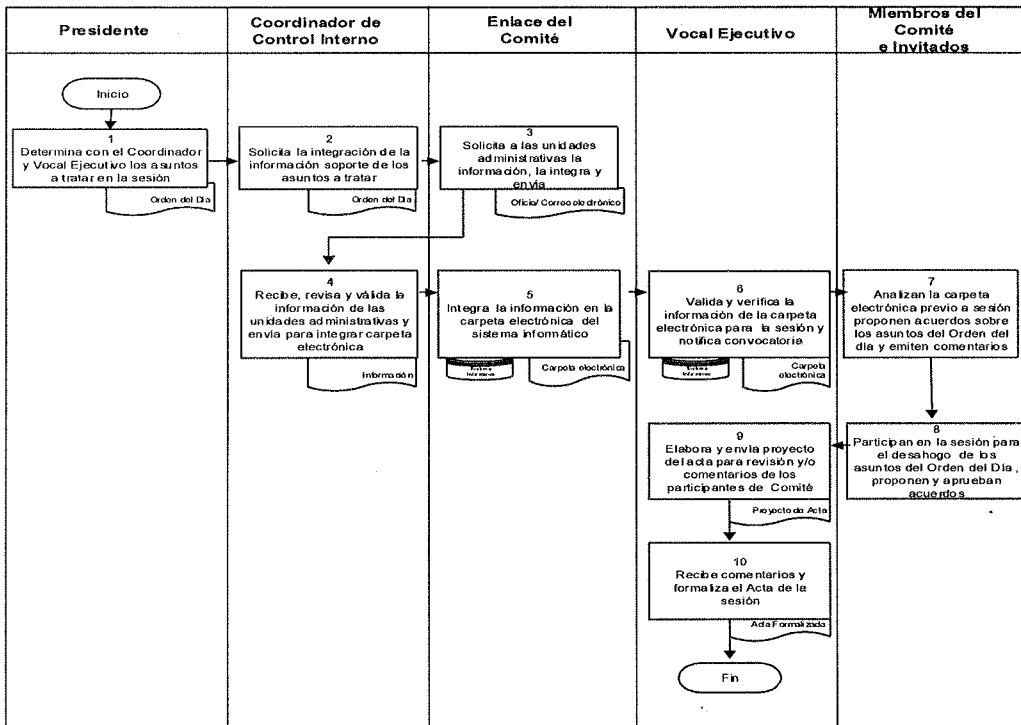 Presidente
Coordinador de
Control Interno
Enlace del
Comité
Vocal Ejecutivo
Miembros del
Comité
e Invitados
Inicio
1
Determina con el Coordinador
y Vocal Ejecutivo los asuntos
a tratar en la sesión
Orden del Día
2
Solicita la integración de la
información soporte de los
asuntos a tratar
Orden del Dia
3
Solicita a las unidades
administrativas la
información, la integra y
envía
Oficio/ Correo electrónico
4
Recibe, revisa y válida la
información de las
unidades administrativas y
envía para integrar carpeta
electrónica
Información
5
Integra la información en la
carpeta electrónica del
sistema informático
Carpeta electrónica
6
Valida y verifica la
información de la carpeta
electrónica para la sesión y
notifica convocatoria
Carpeta
electrónica
7
Analizan la carpeta
electrónica previo a sesión
proponen acuerdos sobre
los asuntos del Orden del
día y emiten comentarios
8
Participan en la sesión para
el desahogo de los
asuntos del Orden del Día,
proponen y aprueban
acuerdos
9
Elabora y envía proyecto
del acta para revisión y/o
comentarios de los
participantes de Comité
Proyecto de Acta
10
Recibe comentarios y
formaliza el Acta de la
sesión
Acta Formalizada
Fin